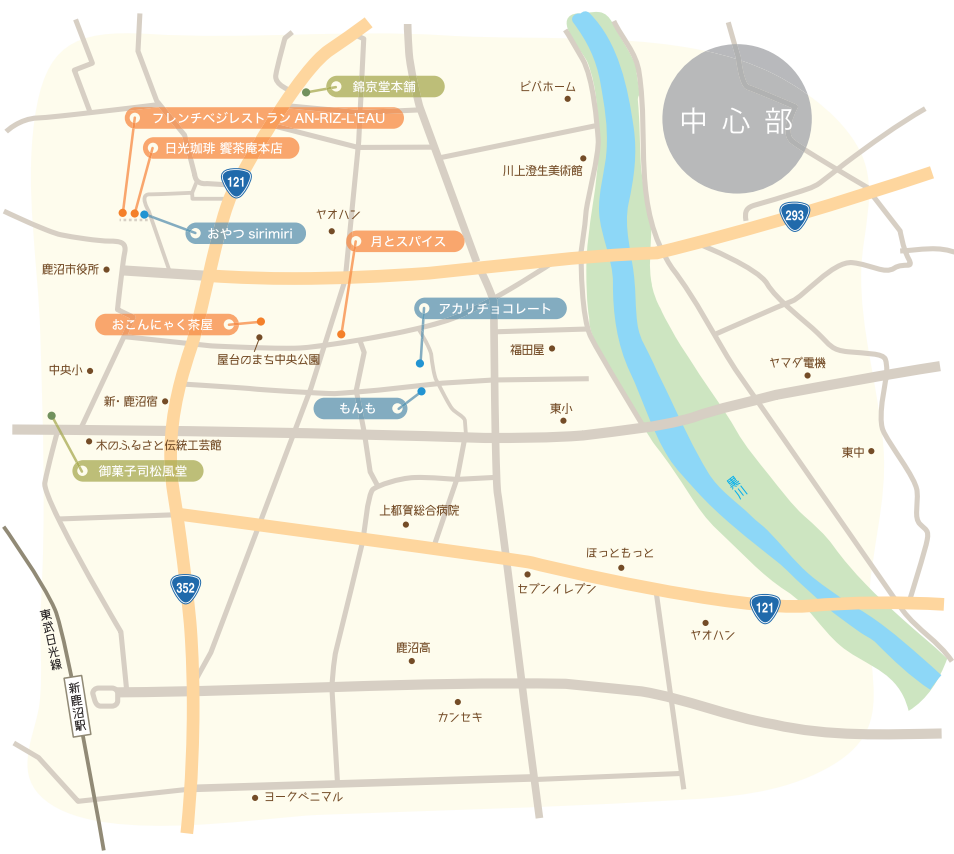 中心部
ビバホーム
錦京堂本舗
フレンチベジレストラン AN-RIZ-L'EAU
日光珈琲 饗茶庵本店
川上澄生美術館
121
293
おやつ sirimiri
ヤオハン
月とスパイス
鹿沼市役所
アカリチョコレート
おこんにゃく茶屋
屋台のまち中央公園
福田屋
中央小
ヤマダ電機
新・鹿沼宿
もんも
東小
木のふるさと伝統工芸館
東中
御菓子司松風堂
黒川
上都賀総合病院
ほっともっと
セブンイレブン
352
121
ヤオハン
東武日光線
鹿沼高
新鹿沼駅
カンセキ
ヨークベニマル